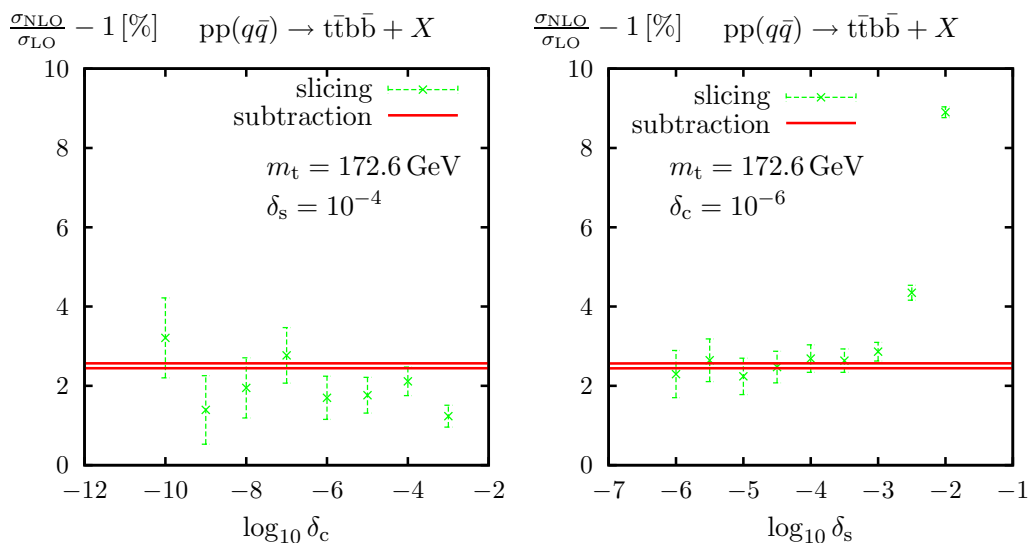 σNLO/σLO − 1 [%] pp(qq̄) → tt̄bb̄ + X
10
8
6
4
2
0
slicing
subtraction
mt = 172.6 GeV
δs = 10⁻⁴
−12 −10 −8 −6 −4 −2
log10 δc
σNLO/σLO − 1 [%] pp(qq̄) → tt̄bb̄ + X
10
8
6
4
2
0
slicing
subtraction
mt = 172.6 GeV
δc = 10⁻⁶
−7 −6 −5 −4 −3 −2 −1
log10 δs